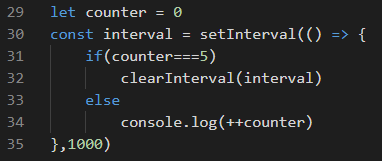 29 let counter = 0
30 const interval = setInterval(() => {
31     if(counter===5)
32         clearInterval(interval)
33     else
34         console.log(++counter)
35 },1000)